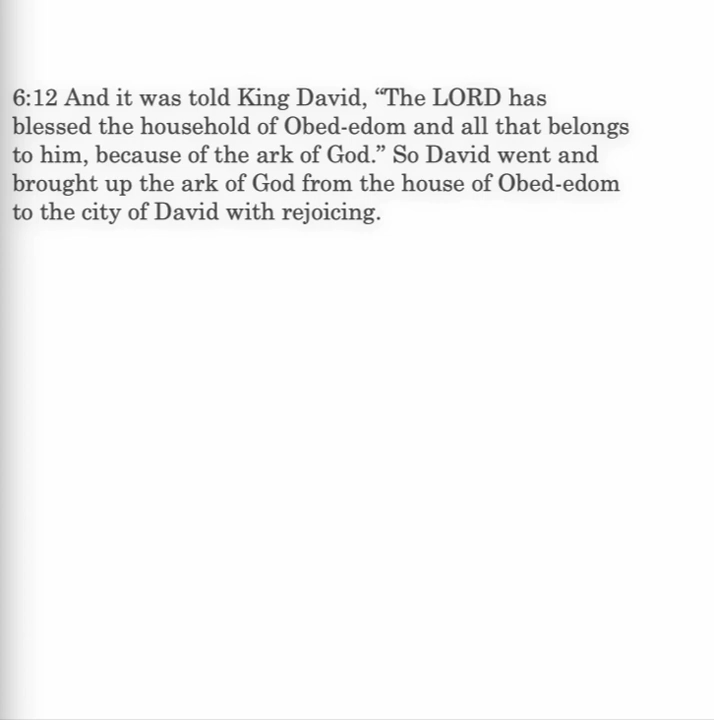 6:12 And it was told King David, “The LORD has
blessed the household of Obed-edom and all that belongs
to him, because of the ark of God.” So David went and
brought up the ark of God from the house of Obed-edom
to the city of David with rejoicing.